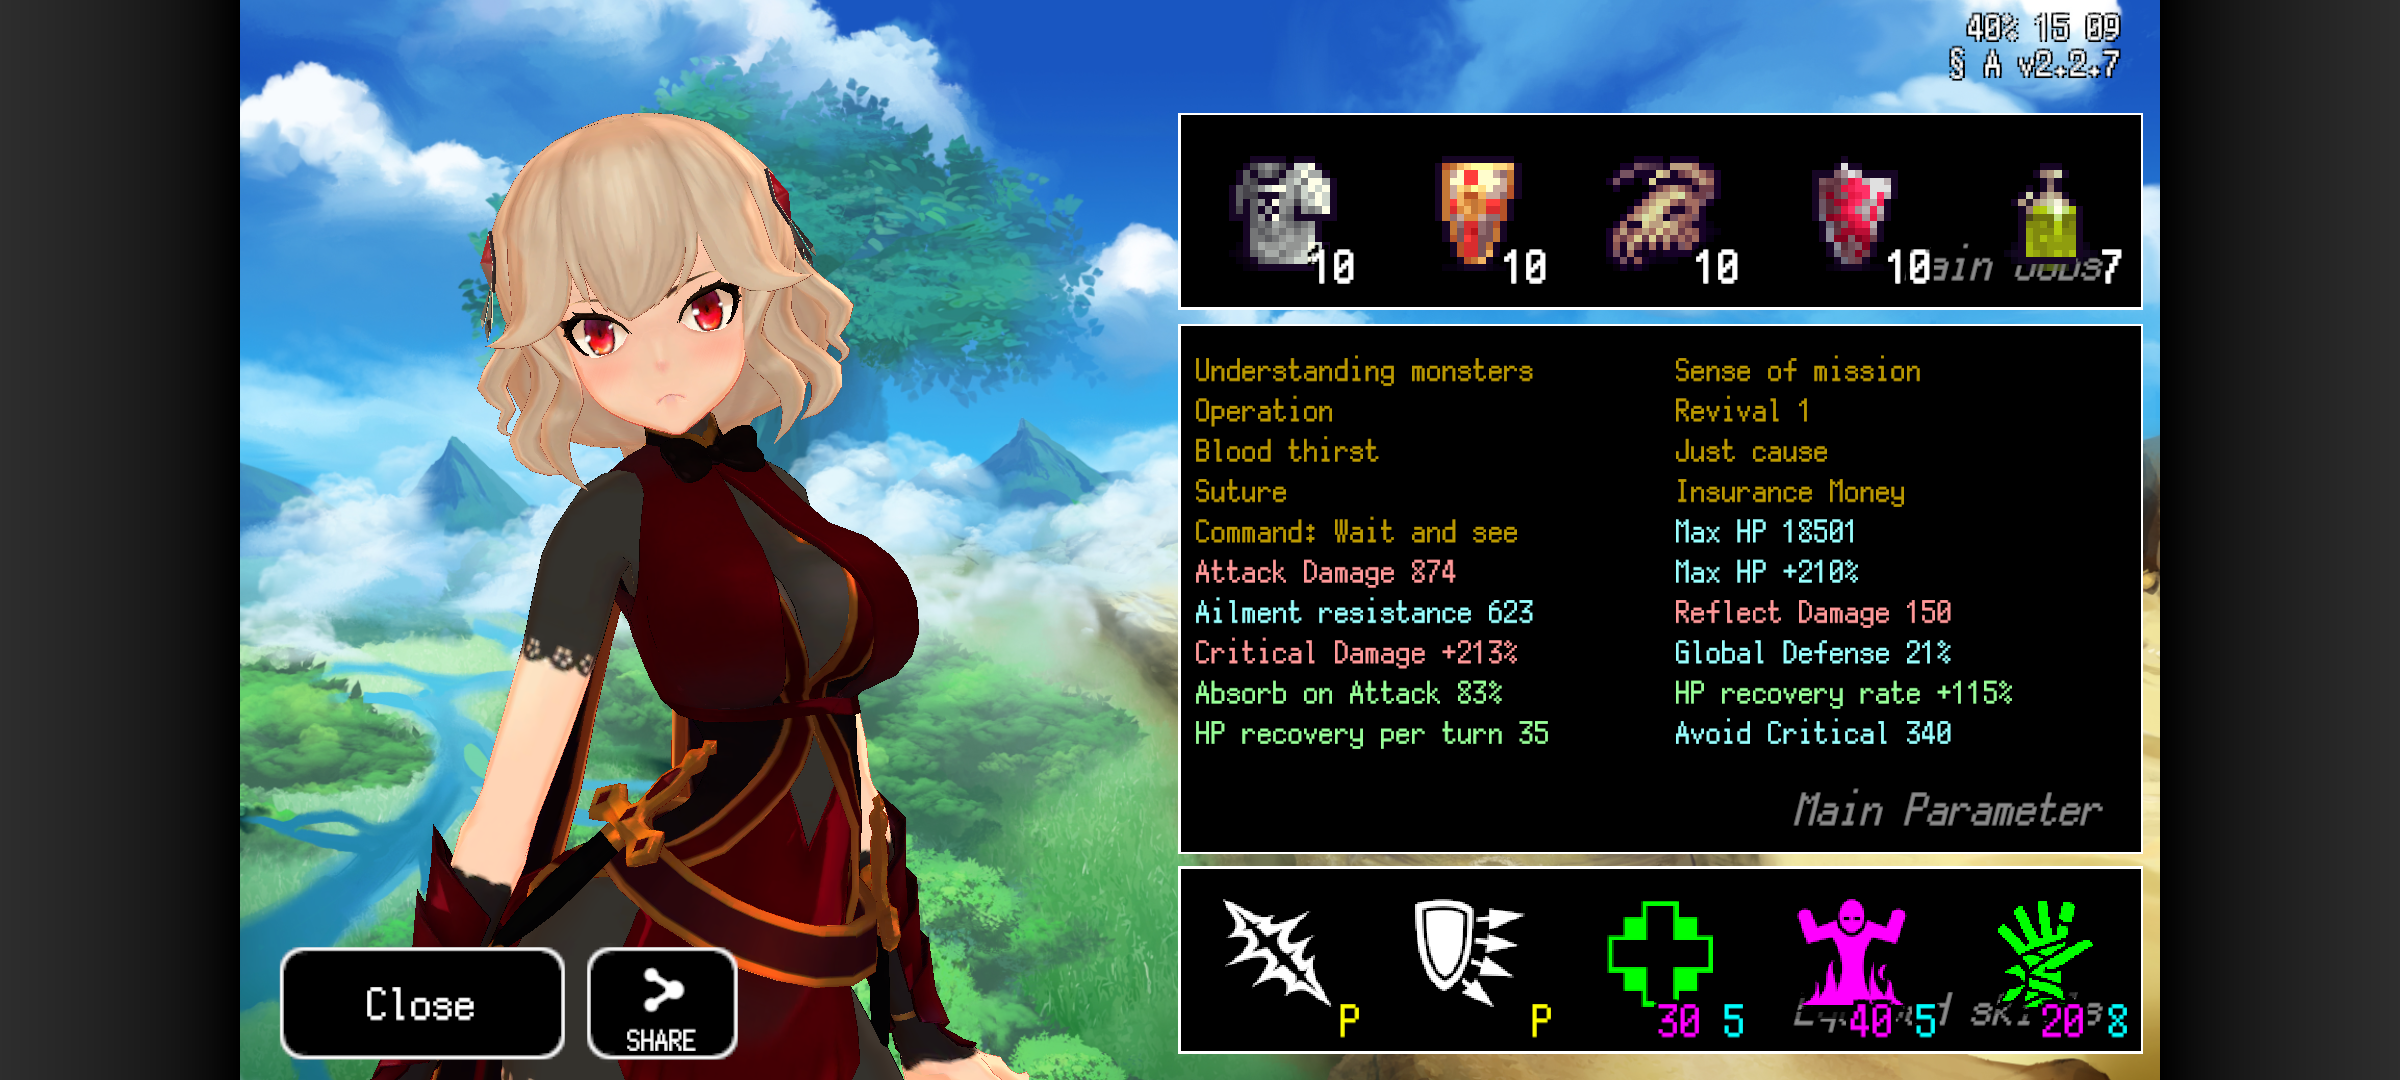 40% 15 09
§ A v2.2.7
10 10 10 10 7
Main Jobs
Understanding monsters Sense of mission
Operation Revival 1
Blood thirst Just cause
Suture Insurance Money
Command: Wait and see Max HP 18501
Attack Damage 874 Max HP +210%
Ailment resistance 623 Reflect Damage 150
Critical Damage +213% Global Defense 21%
Absorb on Attack 83% HP recovery rate +115%
HP recovery per turn 35 Avoid Critical 340
Main Parameter
P P 30 5 40 5 20 8
Close
SHARE